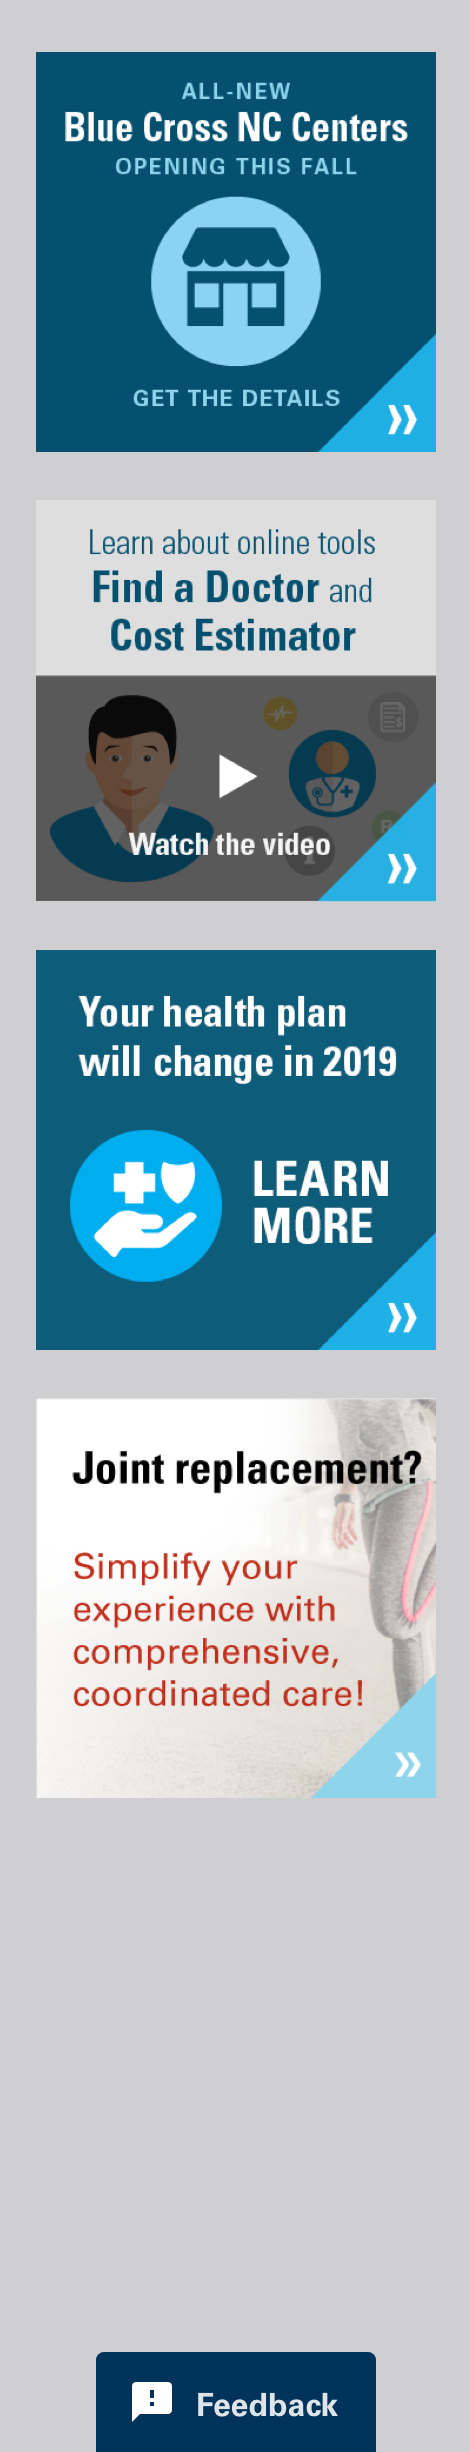 ALL-NEW
Blue Cross NC Centers
OPENING THIS FALL
GET THE DETAILS
Learn about online tools
Find a Doctor and
Cost Estimator
Watch the video
Your health plan
will change in 2019
LEARN
MORE
Joint replacement?
Simplify your
experience with
comprehensive,
coordinated care!
Feedback